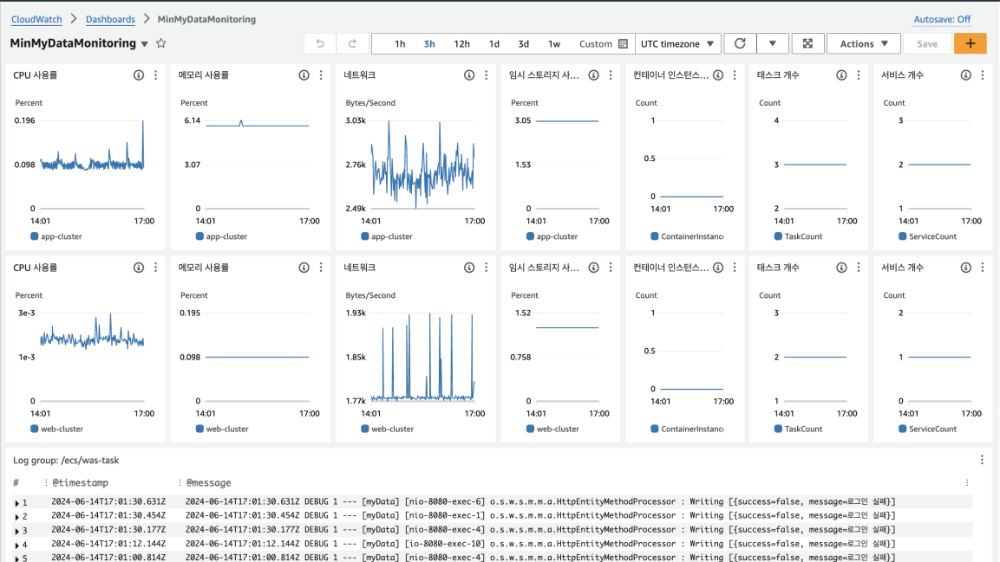 CloudWatch > Dashboards > MinMyDataMonitoring
Autosave: Off
MinMyDataMonitoring
1h 3h 12h 1d 3d 1w Custom UTC timezone Actions Save +
CPU 사용률
Percent
0.196
0.098
0
14:01 17:00
app-cluster
메모리 사용률
Percent
6.14
3.07
0
14:01 17:00
app-cluster
네트워크
Bytes/Second
3.03k
2.76k
2.49k
14:01 17:00
app-cluster
임시 스토리지 사...
Percent
3.05
1.53
0
14:01 17:00
app-cluster
컨테이너 인스턴스...
Count
1
0.5
0
14:01 17:00
ContainerInstanc
태스크 개수
Count
4
3
2
14:01 17:00
TaskCount
서비스 개수
Count
3
2
1
14:01 17:00
ServiceCount
CPU 사용률
Percent
3e-3
1e-3
0
14:01 17:00
web-cluster
메모리 사용률
Percent
0.195
0.098
0
14:01 17:00
web-cluster
네트워크
Bytes/Second
1.93k
1.85k
1.77k
14:01 17:00
web-cluster
임시 스토리지 사...
Percent
1.52
0.758
0
14:01 17:00
web-cluster
컨테이너 인스턴스...
Count
1
0.5
0
14:01 17:00
ContainerInstanc
태스크 개수
Count
3
2
1
14:01 17:00
TaskCount
서비스 개수
Count
2
1
0
14:01 17:00
ServiceCount
Log group: /ecs/was-task
# @timestamp @message
1 2024-06-14T17:01:30.631Z 2024-06-14T17:01:30.631Z DEBUG 1 --- [myData] [nio-8080-exec-6] o.s.w.s.m.m.a.HttpEntityMethodProcessor : Writing [{success=false, message=로그인 실패}]
2 2024-06-14T17:01:30.454Z 2024-06-14T17:01:30.454Z DEBUG 1 --- [myData] [nio-8080-exec-1] o.s.w.s.m.m.a.HttpEntityMethodProcessor : Writing [{success=false, message=로그인 실패}]
3 2024-06-14T17:01:30.177Z 2024-06-14T17:01:30.177Z DEBUG 1 --- [myData] [nio-8080-exec-4] o.s.w.s.m.m.a.HttpEntityMethodProcessor : Writing [{success=false, message=로그인 실패}]
4 2024-06-14T17:01:12.144Z 2024-06-14T17:01:12.144Z DEBUG 1 --- [myData] [io-8080-exec-10] o.s.w.s.m.m.a.HttpEntityMethodProcessor : Writing [{success=false, message=로그인 실패}]
5 2024-06-14T17:01:00.814Z 2024-06-14T17:01:00.814Z DEBUG 1 --- [myData] [nio-8080-exec-4] o.s.w.s.m.m.a.HttpEntityMethodProcessor : Writing [{success=false, message=로그인 실패}]